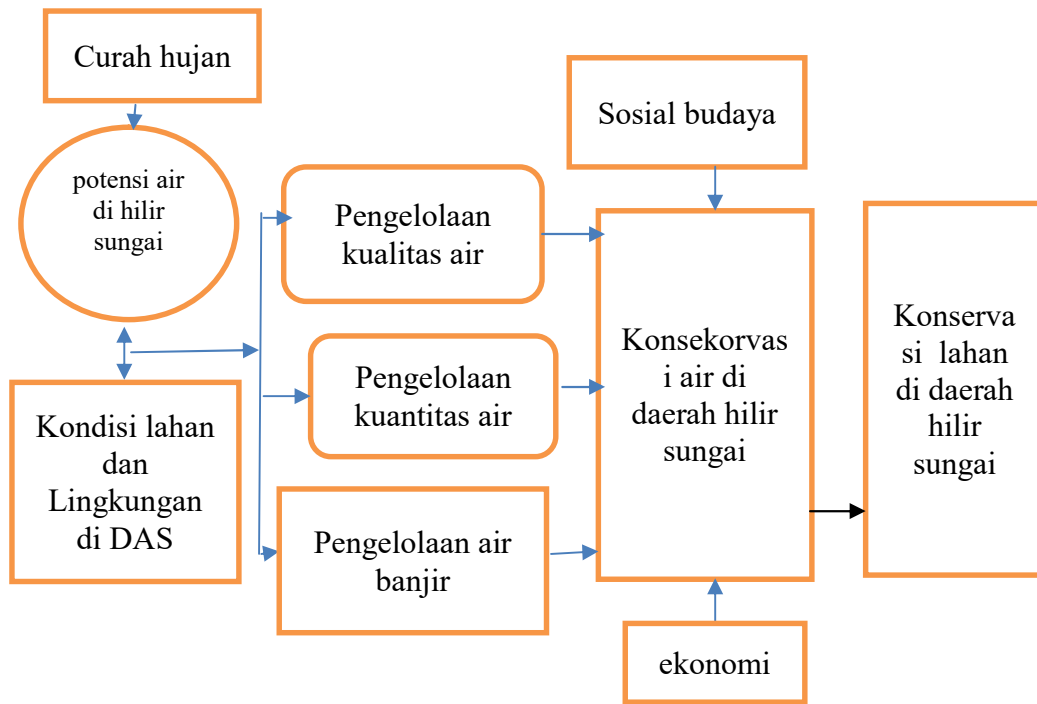 Curah hujan
potensi air
di hilir
sungai
Kondisi lahan
dan
Lingkungan
di DAS
Pengelolaan
kualitas air
Pengelolaan
kuantitas air
Pengelolaan air
banjir
Sosial budaya
Konsekorvas
i air di
daerah hilir
sungai
ekonomi
Konserva
si lahan
di daerah
hilir
sungai